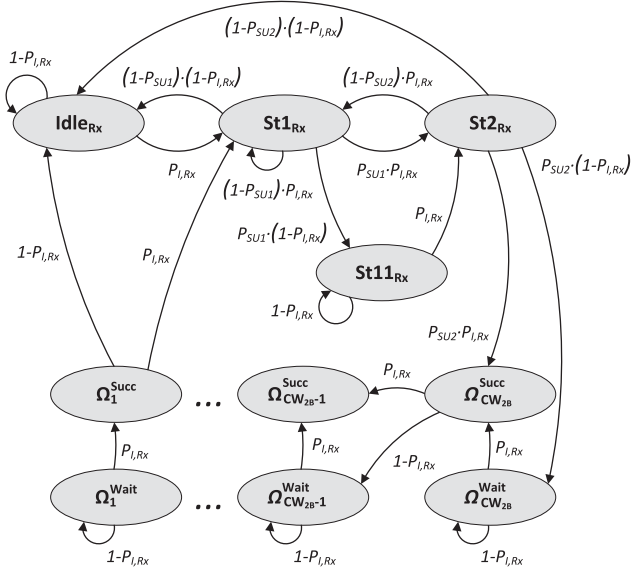 (1-P_SU2)·(1-P_I,Rx)
1-P_I,Rx
(1-P_SU1)·(1-P_I,Rx)
(1-P_SU2)·P_I,Rx
Idle_Rx
St1_Rx
St2_Rx
P_I,Rx
P_SU1·P_I,Rx
P_SU2·(1-P_I,Rx)
(1-P_SU1)·P_I,Rx
P_I,Rx
P_SU1·(1-P_I,Rx)
1-P_I,Rx
P_I,Rx
St11_Rx
1-P_I,Rx
P_SU2·P_I,Rx
P_I,Rx
Ω_1^Succ
...
Ω_CW_2B-1^Succ
Ω_CW_2B^Succ
P_I,Rx
P_I,Rx
1-P_I,Rx
P_I,Rx
Ω_1^Wait
...
Ω_CW_2B-1^Wait
Ω_CW_2B^Wait
1-P_I,Rx
1-P_I,Rx
1-P_I,Rx